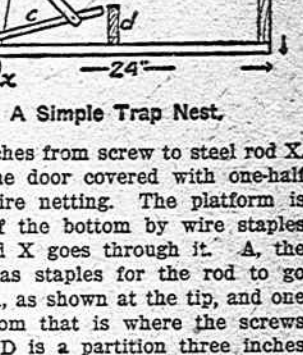 c d
x 24"
A Simple Trap Nest.
ches from screw to steel rod X.
ne door covered with one-half
ire netting. The platform is
f the bottom by wire staples
d X goes through it. A, the
as staples for the rod to go
, as shown at the tip, and one
om that is where the screws
D is a partition three inches